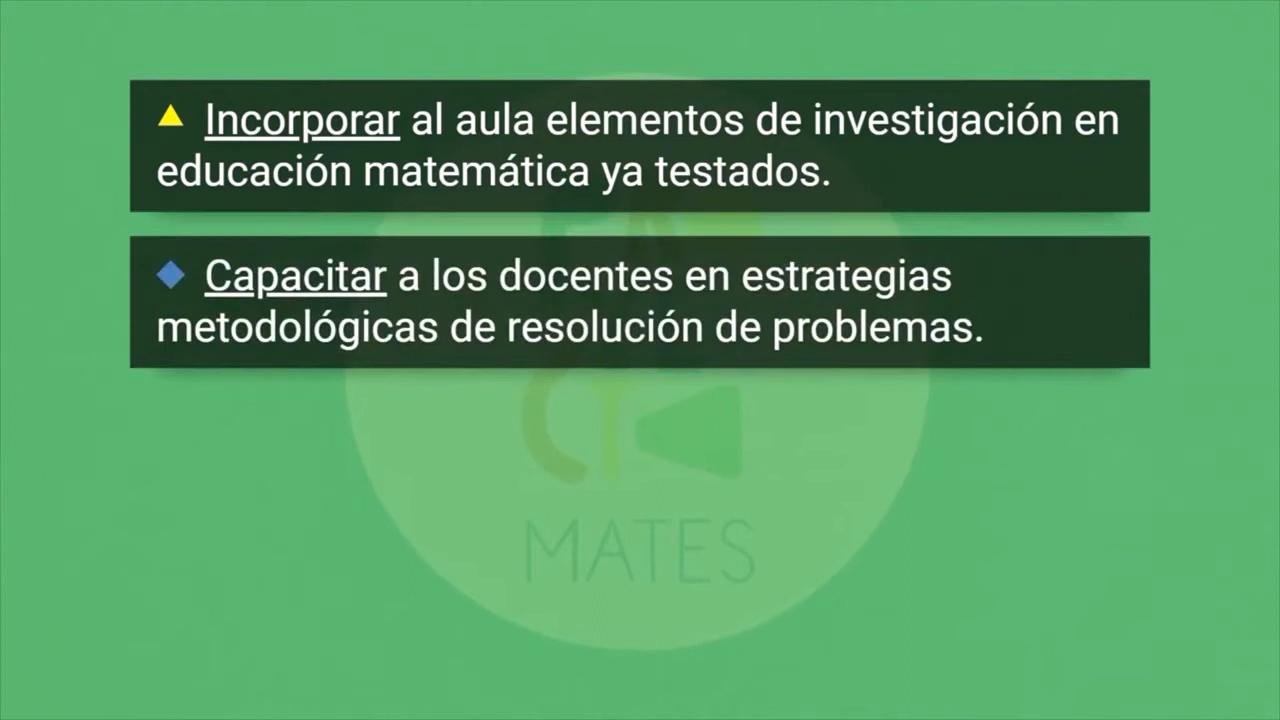 Incorporar al aula elementos de investigación en
educación matemática ya testados.
Capacitar a los docentes en estrategias
metodológicas de resolución de problemas.
MATES